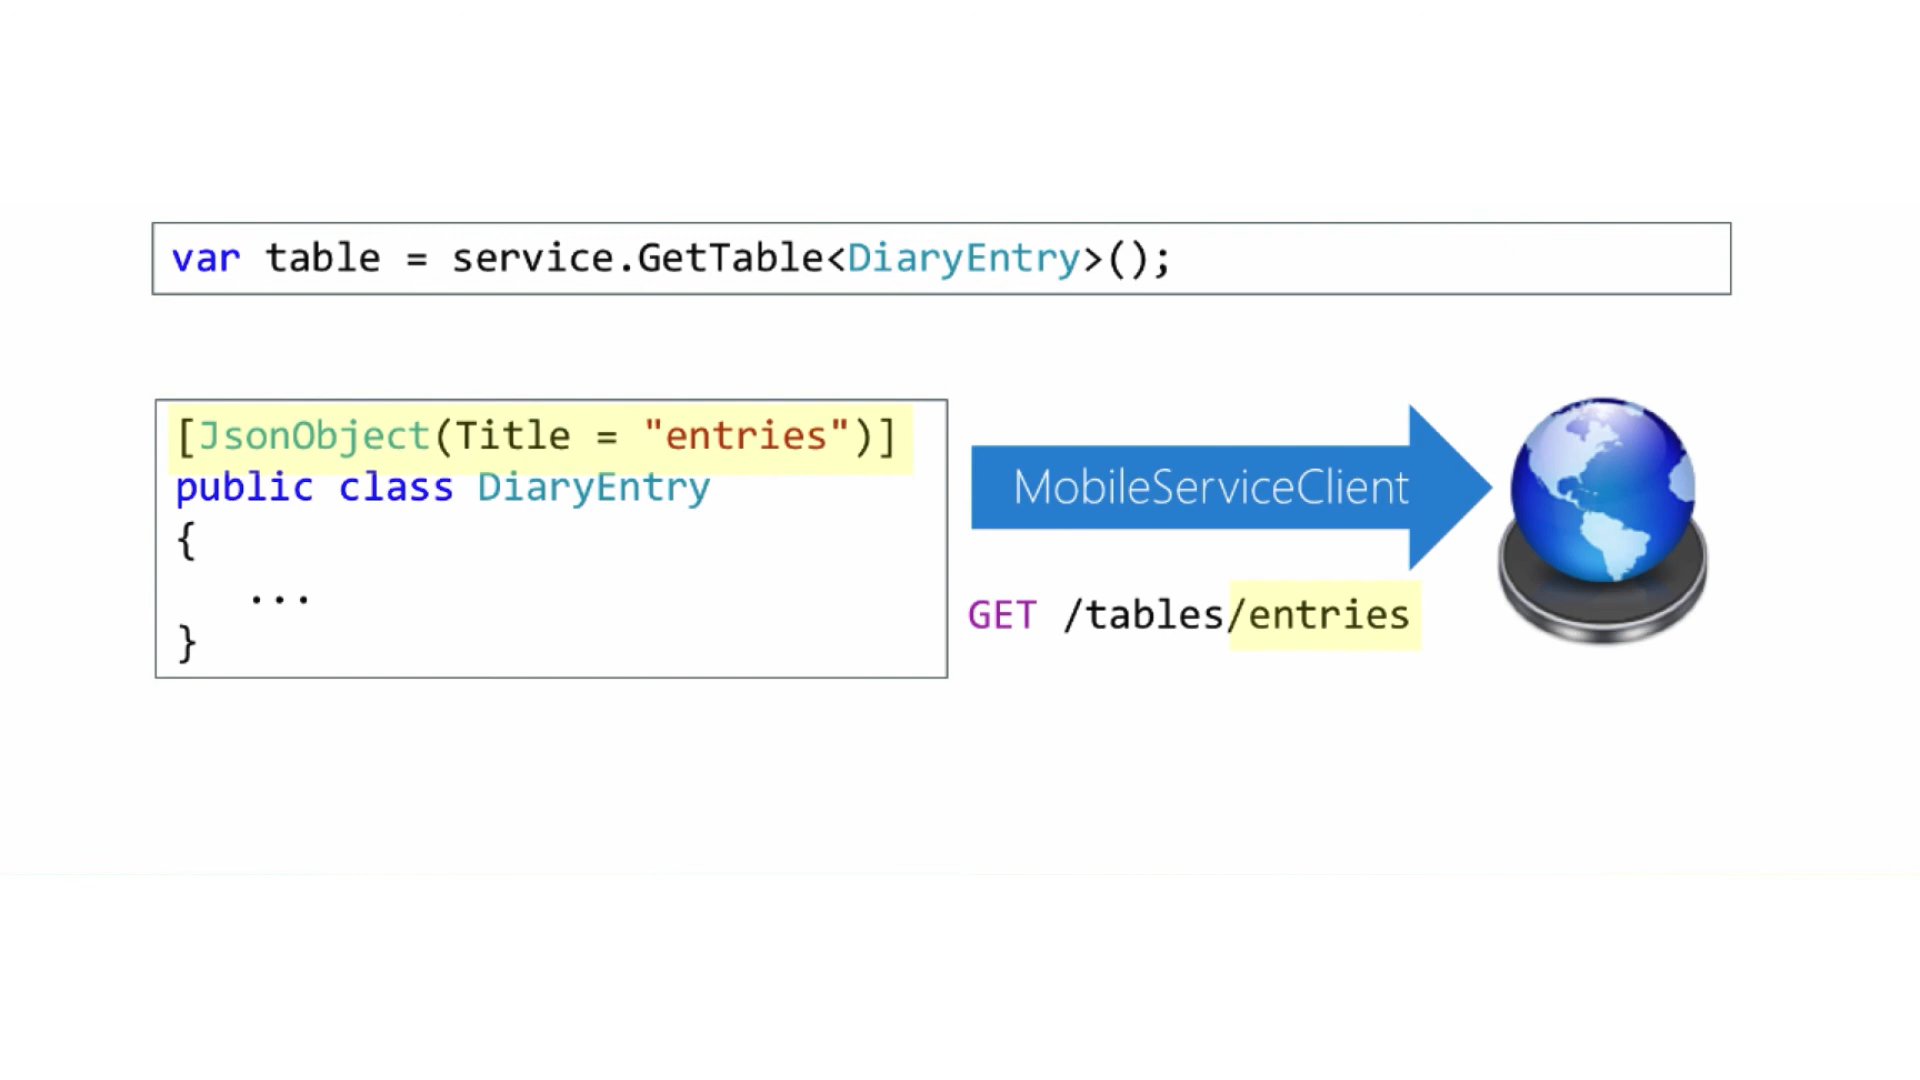 var table = service.GetTable<DiaryEntry>();
[JsonObject(Title = "entries")]
public class DiaryEntry
{
...
}
MobileServiceClient
GET /tables/entries